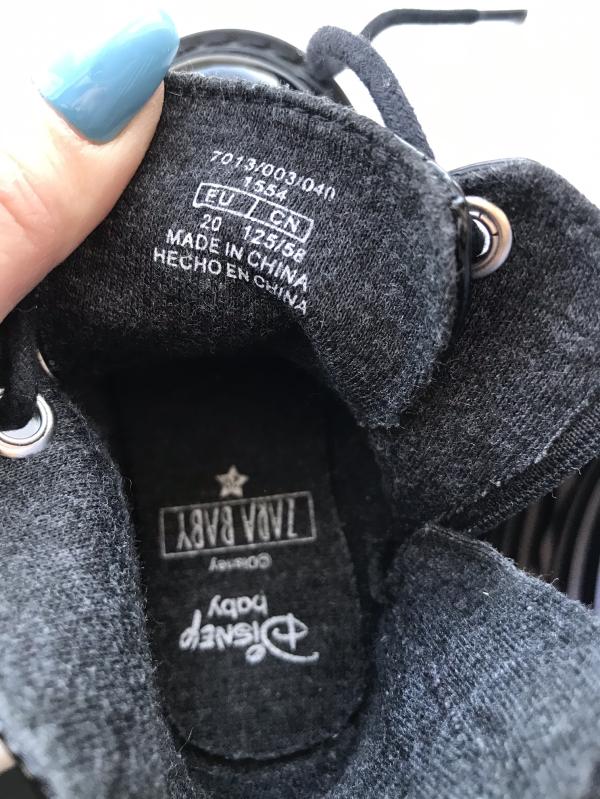 7013/003/040
1554
EU CN
20 125/58
MADE IN CHINA
HECHO EN CHINA
ZARA BABY
©Disney
Disney
baby